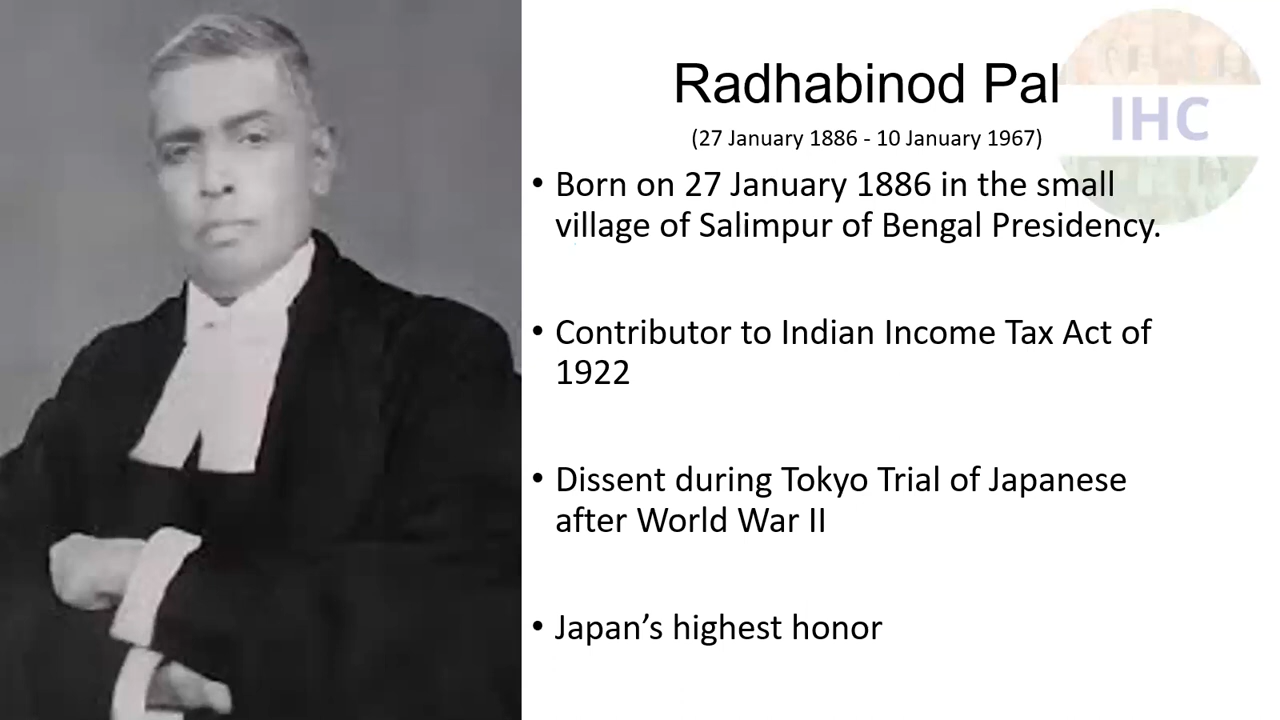 Radhabinod Pal
IHC
(27 January 1886 - 10 January 1967)
• Born on 27 January 1886 in the small
village of Salimpur of Bengal Presidency.
• Contributor to Indian Income Tax Act of
1922
• Dissent during Tokyo Trial of Japanese
after World War II
• Japan’s highest honor